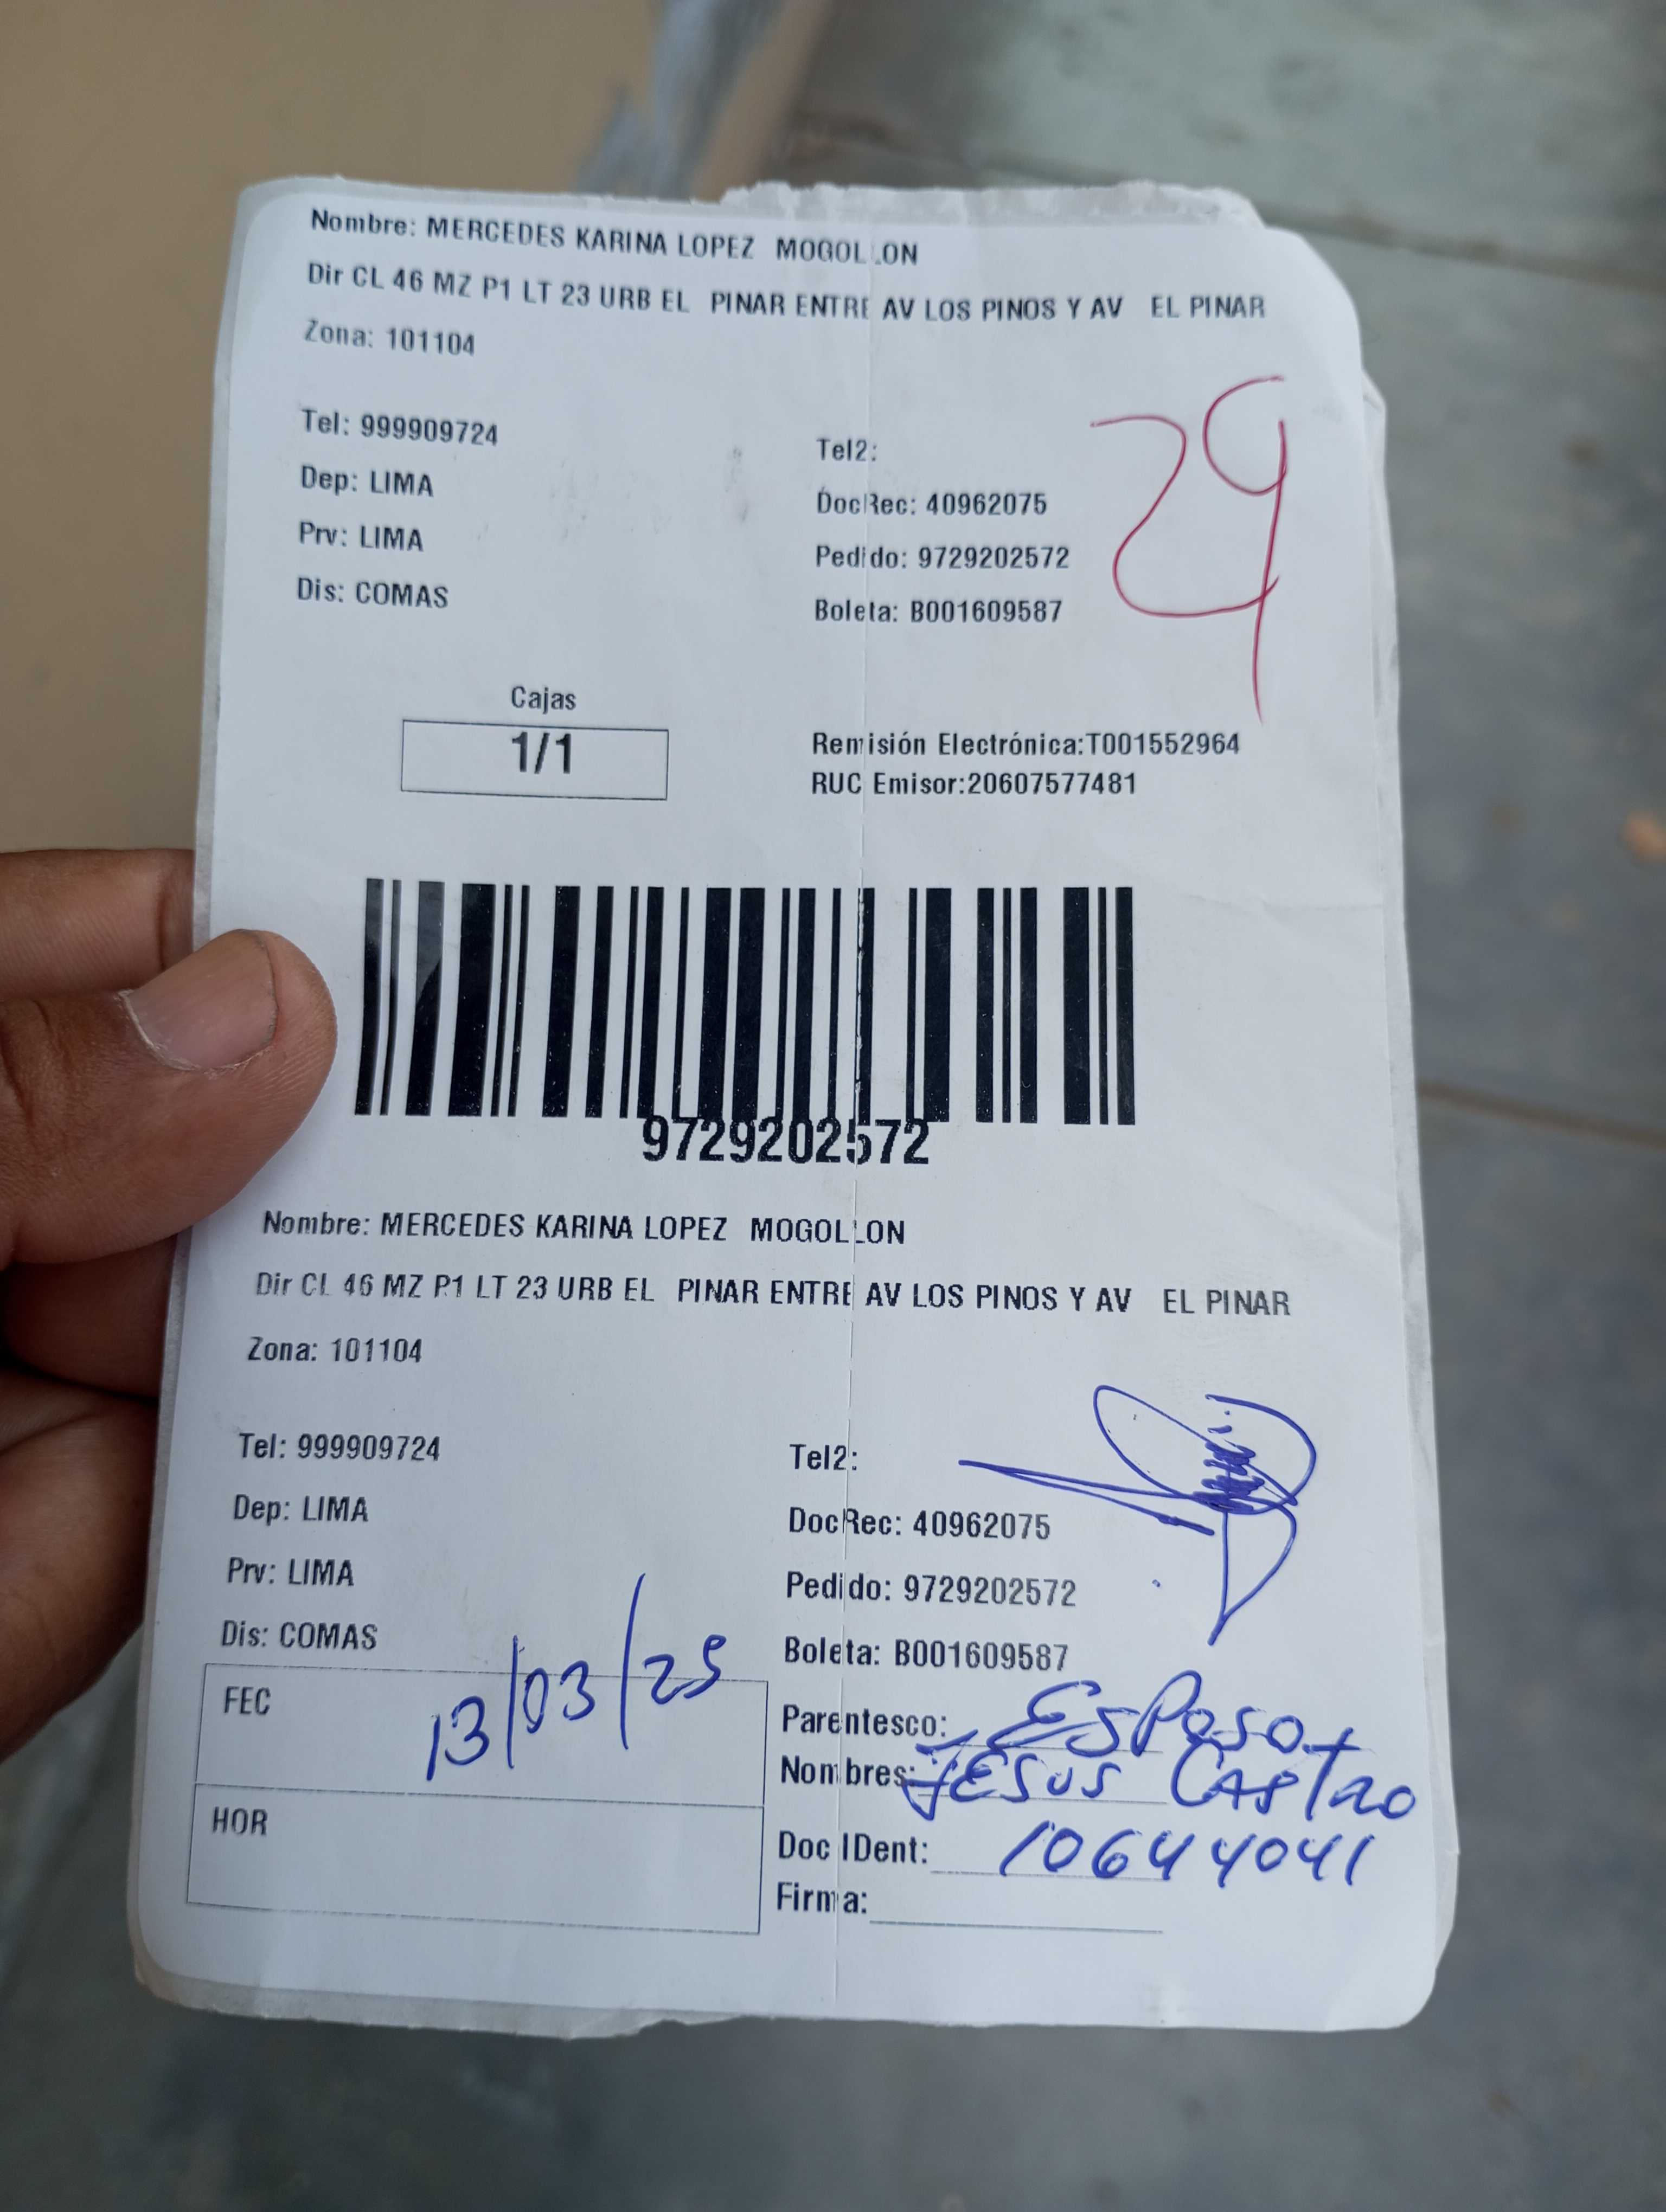 Nombre: MERCEDES KARINA LOPEZ MOGOLLON
Dir CL 46 MZ P1 LT 23 URB EL PINAR ENTRE AV LOS PINOS Y AV EL PINAR
Zona: 101104
29
Tel: 999909724
Tel2:
Dep: LIMA
DocRec: 40962075
Prv: LIMA
Pedido: 9729202572
Dis: COMAS
Boleta: B001609587
Cajas
1/1
Remisión Electrónica:T001552964
RUC Emisor:20607577481
9729202572
Nombre: MERCEDES KARINA LOPEZ MOGOLLON
Dir CL 46 MZ P1 LT 23 URB EL PINAR ENTRE AV LOS PINOS Y AV EL PINAR
Zona: 101104
Tel: 999909724
Tel2:
Dep: LIMA
DocRec: 40962075
Prv: LIMA
Pedido: 9729202572
Dis: COMAS
Boleta: B001609587
FEC 13/03/25
Parentesco: Esposo
Nombres: JESUS CASTRO
HOR
Doc IDent: 10644041
Firma: